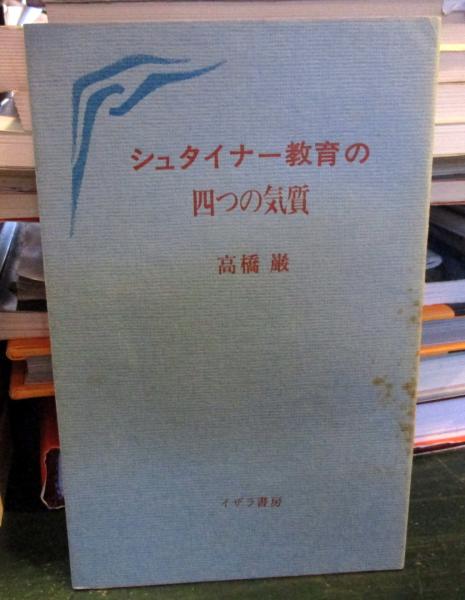 シュタイナー教育の
四つの気質
高橋 巖
イザラ書房